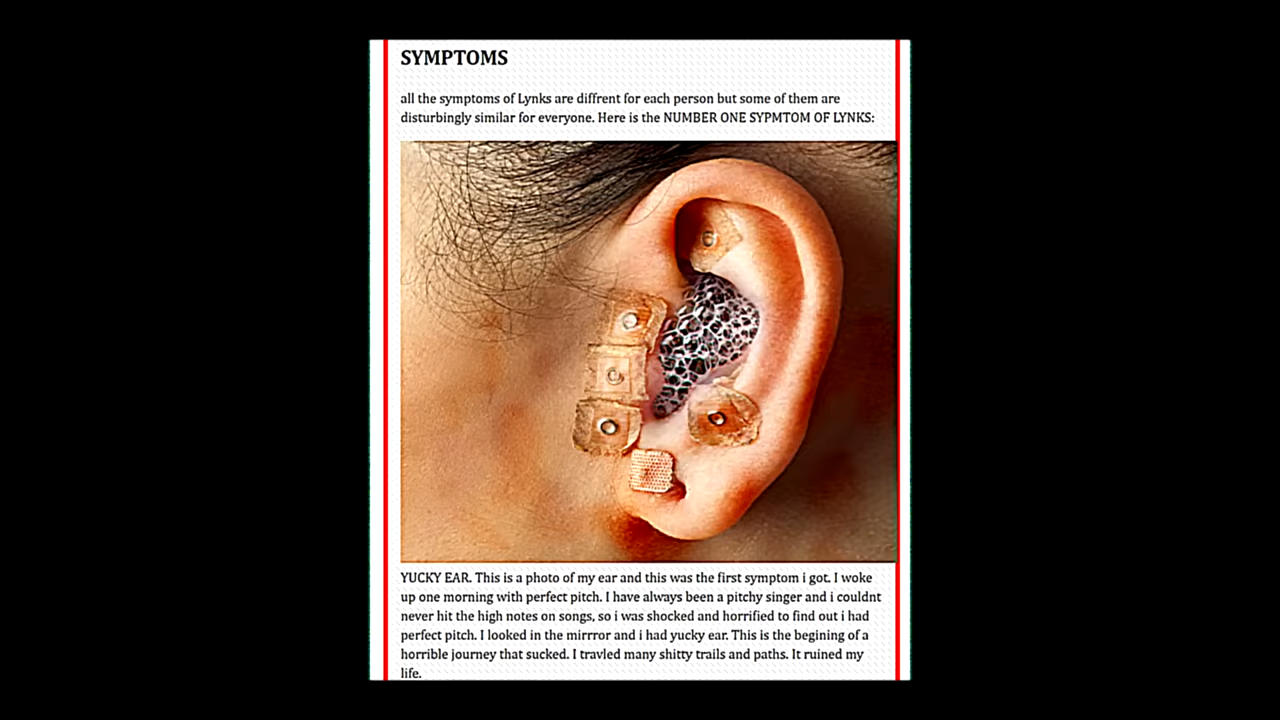 SYMPTOMS
all the symptoms of Lynks are diffrent for each person but some of them are
disturbingly similar for everyone. Here is the NUMBER ONE SYPMTOM OF LYNKS:
YUCKY EAR. This is a photo of my ear and this was the first symptom i got. I woke
up one morning with perfect pitch. I have always been a pitchy singer and i couldnt
never hit the high notes on songs, so i was shocked and horrified to find out i had
perfect pitch. I looked in the mirrror and i had yucky ear. This is the begining of a
horrible journey that sucked. I travled many shitty trails and paths. It ruined my
life.